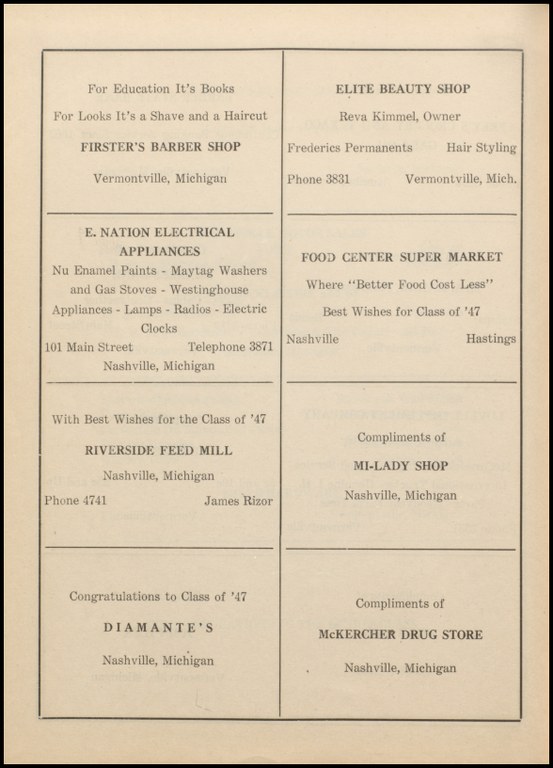 For Education It's Books
For Looks It's a Shave and a Haircut
FIRSTER'S BARBER SHOP
Vermontville, Michigan
E. NATION ELECTRICAL
APPLIANCES
Nu Enamel Paints - Maytag Washers
and Gas Stoves - Westinghouse
Appliances - Lamps - Radios - Electric
Clocks
101 Main Street Telephone 3871
Nashville, Michigan
With Best Wishes for the Class of '47
RIVERSIDE FEED MILL
Nashville, Michigan
Phone 4741 James Rizor
Congratulations to Class of '47
DIAMANTE'S
Nashville, Michigan
ELITE BEAUTY SHOP
Reva Kimmel, Owner
Frederics Permanents Hair Styling
Phone 3831 Vermontville, Mich.
FOOD CENTER SUPER MARKET
Where "Better Food Cost Less"
Best Wishes for Class of '47
Nashville Hastings
Compliments of
MI-LADY SHOP
Nashville, Michigan
Compliments of
McKERCHER DRUG STORE
Nashville, Michigan